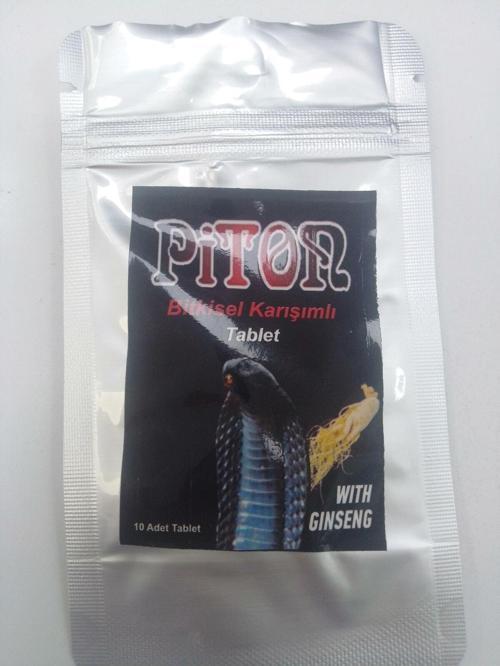 PiTON
Bitkisel Karışımlı
Tablet
WITH
GINSENG
10 Adet Tablet